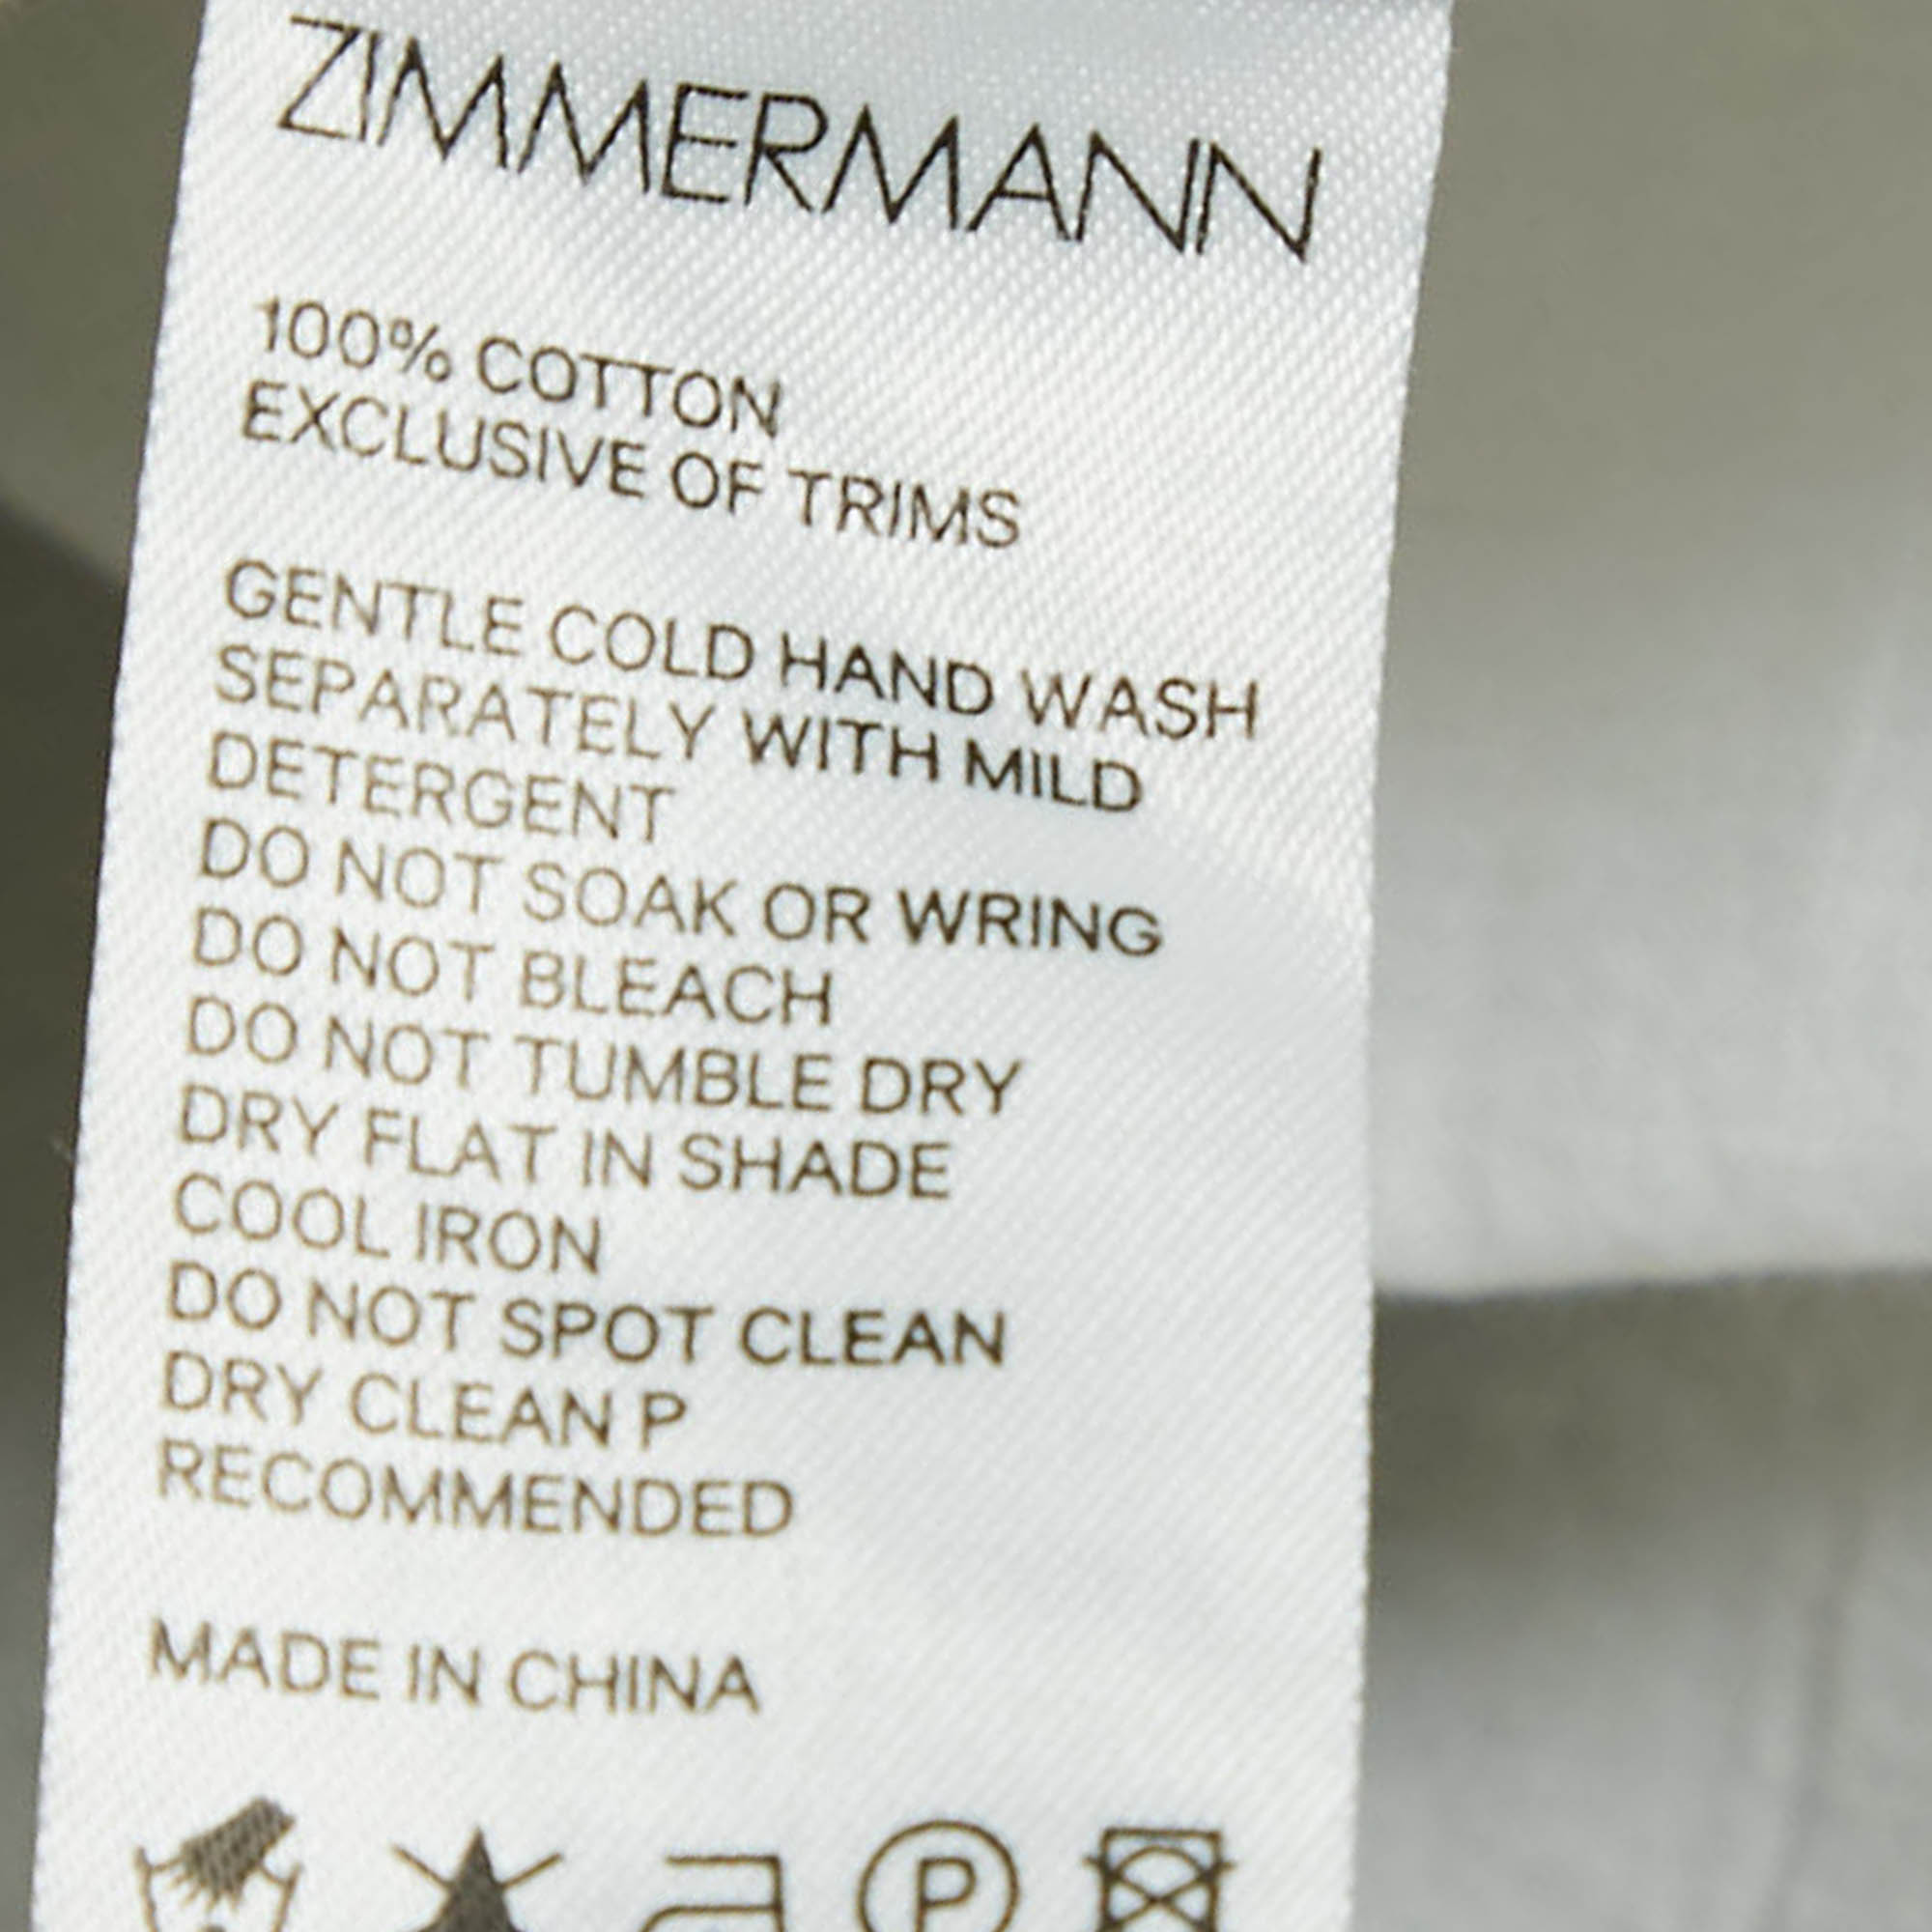 ZIMMERMANN
100% COTTON
EXCLUSIVE OF TRIMS
GENTLE COLD HAND WASH
SEPARATELY WITH MILD
DETERGENT
DO NOT SOAK OR WRING
DO NOT BLEACH
DO NOT TUMBLE DRY
DRY FLAT IN SHADE
COOL IRON
DO NOT SPOT CLEAN
DRY CLEAN P
RECOMMENDED
MADE IN CHINA
P